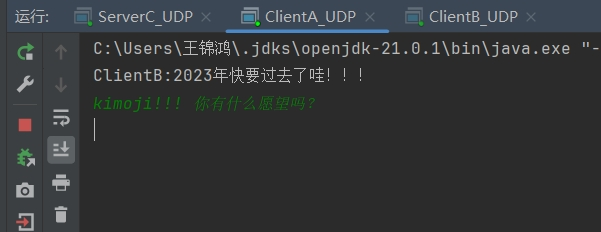 运行: ServerC_UDP × ClientA_UDP × ClientB_UDP ×
C:\Users\王锦鸿\.jdks\openjdk-21.0.1\bin\java.exe "-
ClientB:2023年快要过去了哇！！！
kimoji!!! 你有什么愿望吗？